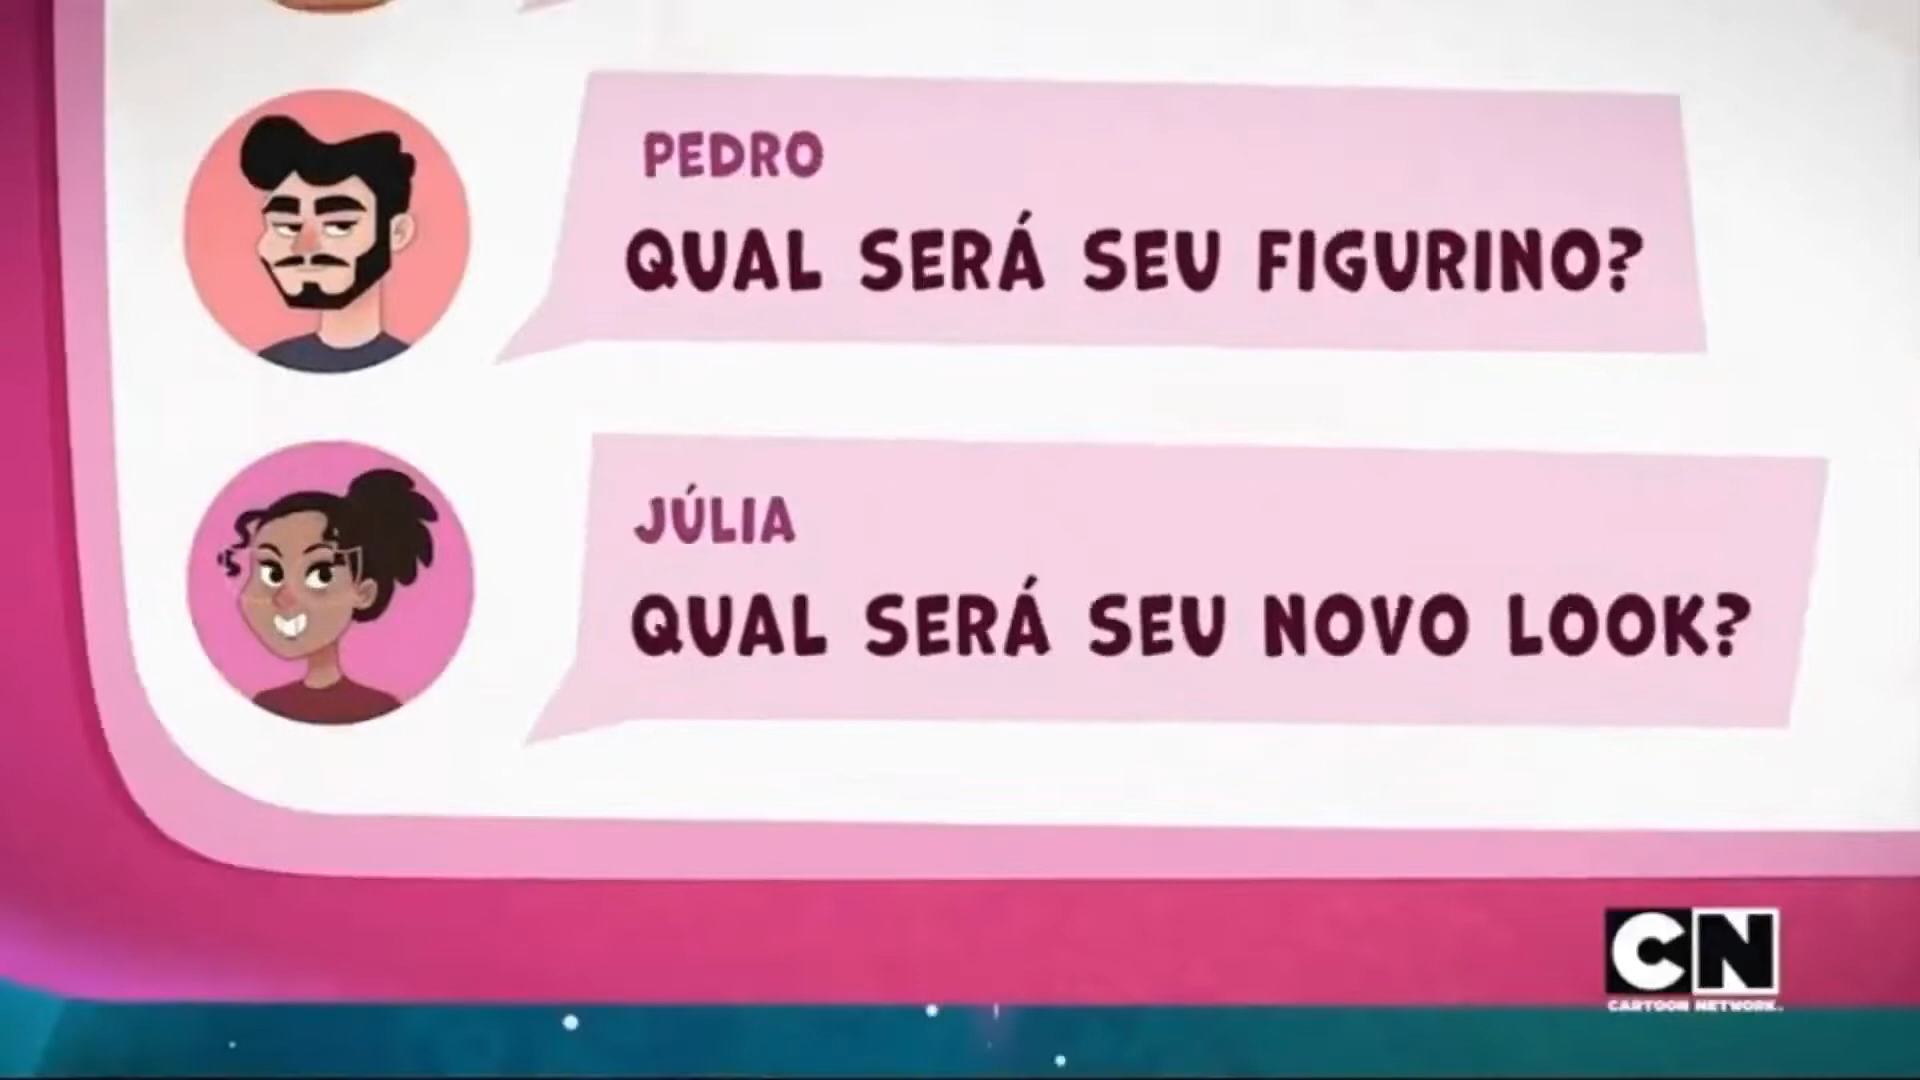 PEDRO
QUAL SERÁ SEU FIGURINO?
JÚLIA
QUAL SERÁ SEU NOVO LOOK?
CN
CARTOON NETWORK